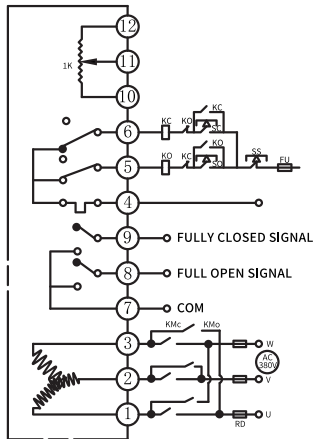 12
1K
11
10
KC
6
KC
KO
SC
KO
5
KO
KC
SO
SS
FU
4
9
FULLY CLOSED SIGNAL
8
FULL OPEN SIGNAL
7
COM
3
KMc
KMo
W
AC
380V
2
V
1
RD
U